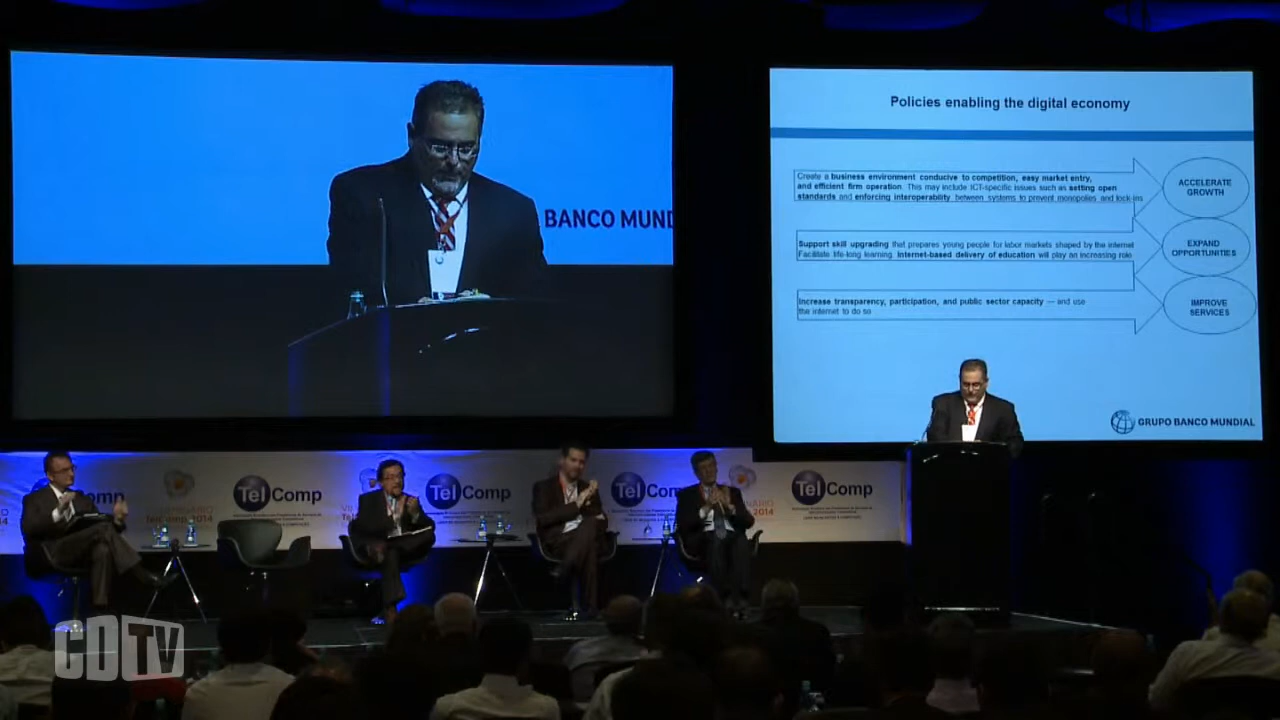 BANCO MUND
Policies enabling the digital economy
Create a business environment conducive to competition, easy market entry,
and efficient firm operation. This may include ICT-specific issues such as setting open
standards and enforcing interoperability between systems to prevent monopolies and lock-ins
ACCELERATE
GROWTH
Support skill upgrading that prepares young people for labor markets shaped by the internet
Facilitate life-long learning. Internet-based delivery of education will play an increasing role
EXPAND
OPPORTUNITIES
Increase transparency, participation, and public sector capacity — and use
the internet to do so
IMPROVE
SERVICES
GRUPO BANCO MUNDIAL
omp
TelComp
TelComp
TelCom
TelComp
2014
CDTV